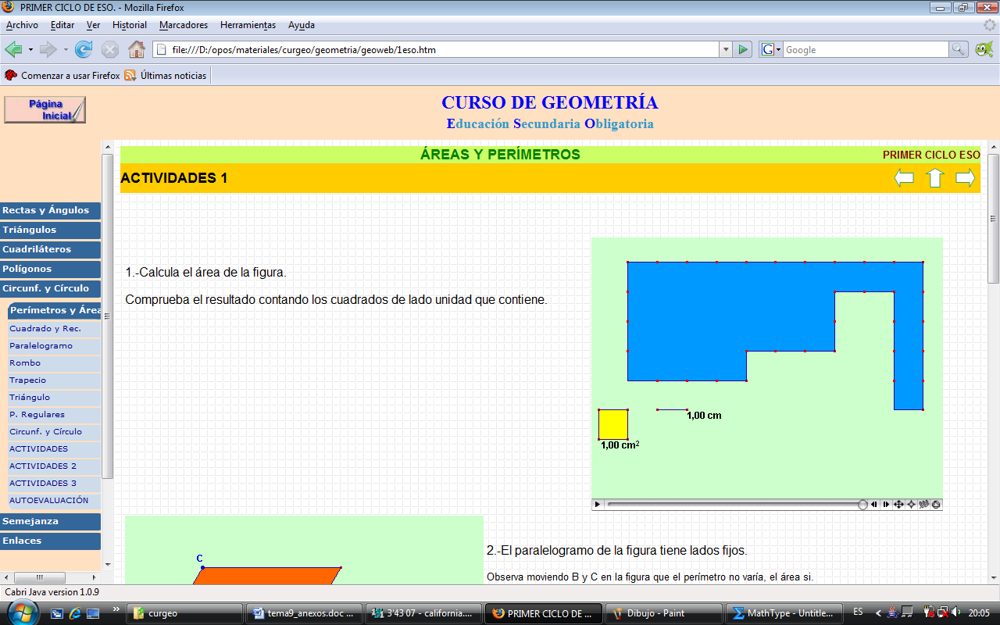 PRIMER CICLO DE ESO. - Mozilla Firefox
Archivo Editar Ver Historial Marcadores Herramientas Ayuda
file:///D:/opos/materiales/curgeo/geometria/geoweb/1eso.htm
G Google
Comenzar a usar Firefox Últimas noticias
Página
Inicial
CURSO DE GEOMETRÍA
Educación Secundaria Obligatoria
ÁREAS Y PERÍMETROS
PRIMER CICLO ESO
ACTIVIDADES 1
Rectas y Ángulos
Triángulos
Cuadriláteros
Polígonos
Circunf. y Círculo
Perímetros y Área
Cuadrado y Rec.
Paralelogramo
Rombo
Trapecio
Triángulo
P. Regulares
Circunf. y Círculo
ACTIVIDADES
ACTIVIDADES 2
ACTIVIDADES 3
AUTOEVALUACIÓN
Semejanza
Enlaces
1.-Calcula el área de la figura.
Comprueba el resultado contando los cuadrados de lado unidad que contiene.
1,00 cm
1,00 cm²
C
2.-El paralelogramo de la figura tiene lados fijos.
Observa moviendo B y C en la figura que el perímetro no varía, el área si.
Cabri Java version 1.0.9
curgeo
tema9_anexos.doc ...
3'43 07 - california....
PRIMER CICLO DE ...
Dibujo - Paint
MathType - Untitle...
ES
20:05